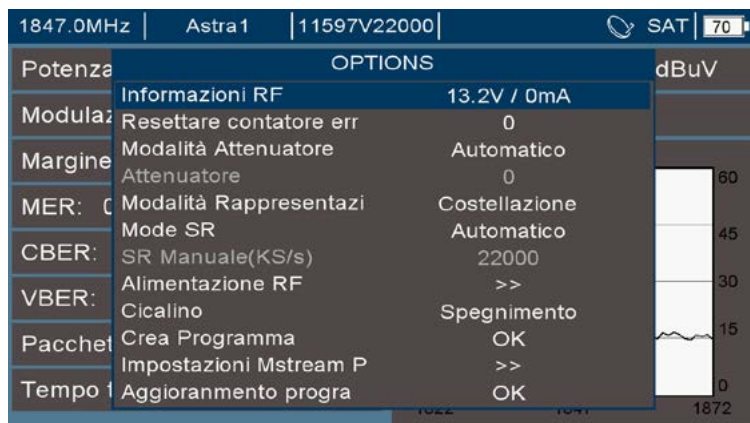 1847.0MHz Astra1 11597V22000 SAT 70
OPTIONS
Potenza dBuV
Informazioni RF 13.2V / 0mA
Resettare contatore err 0
Modulaz
Modalità Attenuatore Automatico
Margine
Attenuatore 0
60
Modalità Rappresentazi Costellazione
MER:
Mode SR Automatico
45
CBER:
SR Manuale(KS/s) 22000
Alimentazione RF >>
30
VBER:
Cicalino Spegnimento
Crea Programma OK
15
Pacchet
Impostazioni Mstream P >>
Tempo
Aggioranmento progra OK
0
1872